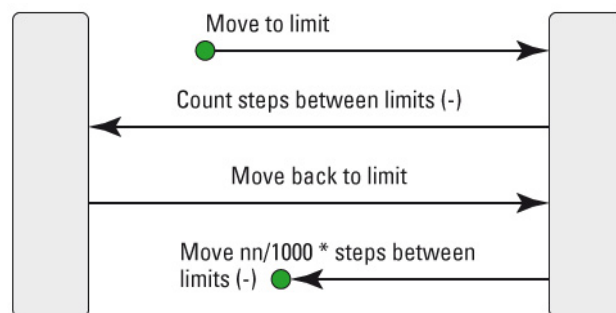 Move to limit
Count steps between limits (-)
Move back to limit
Move nn/1000 * steps between
limits (-)